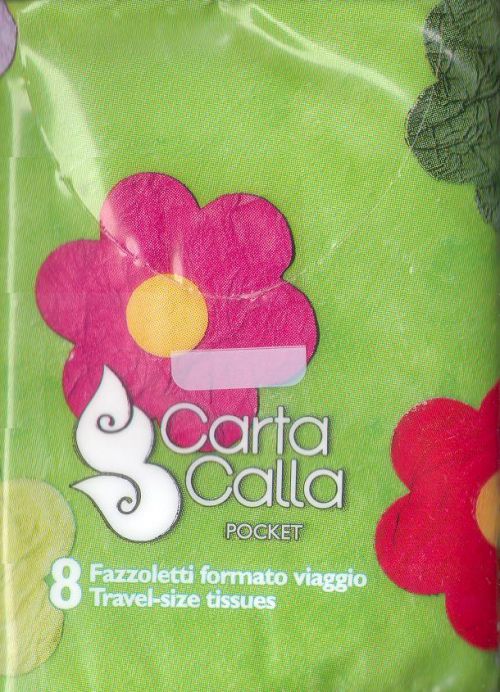 Carta
Calla
POCKET
8 Fazzoletti formato viaggio
Travel-size tissues